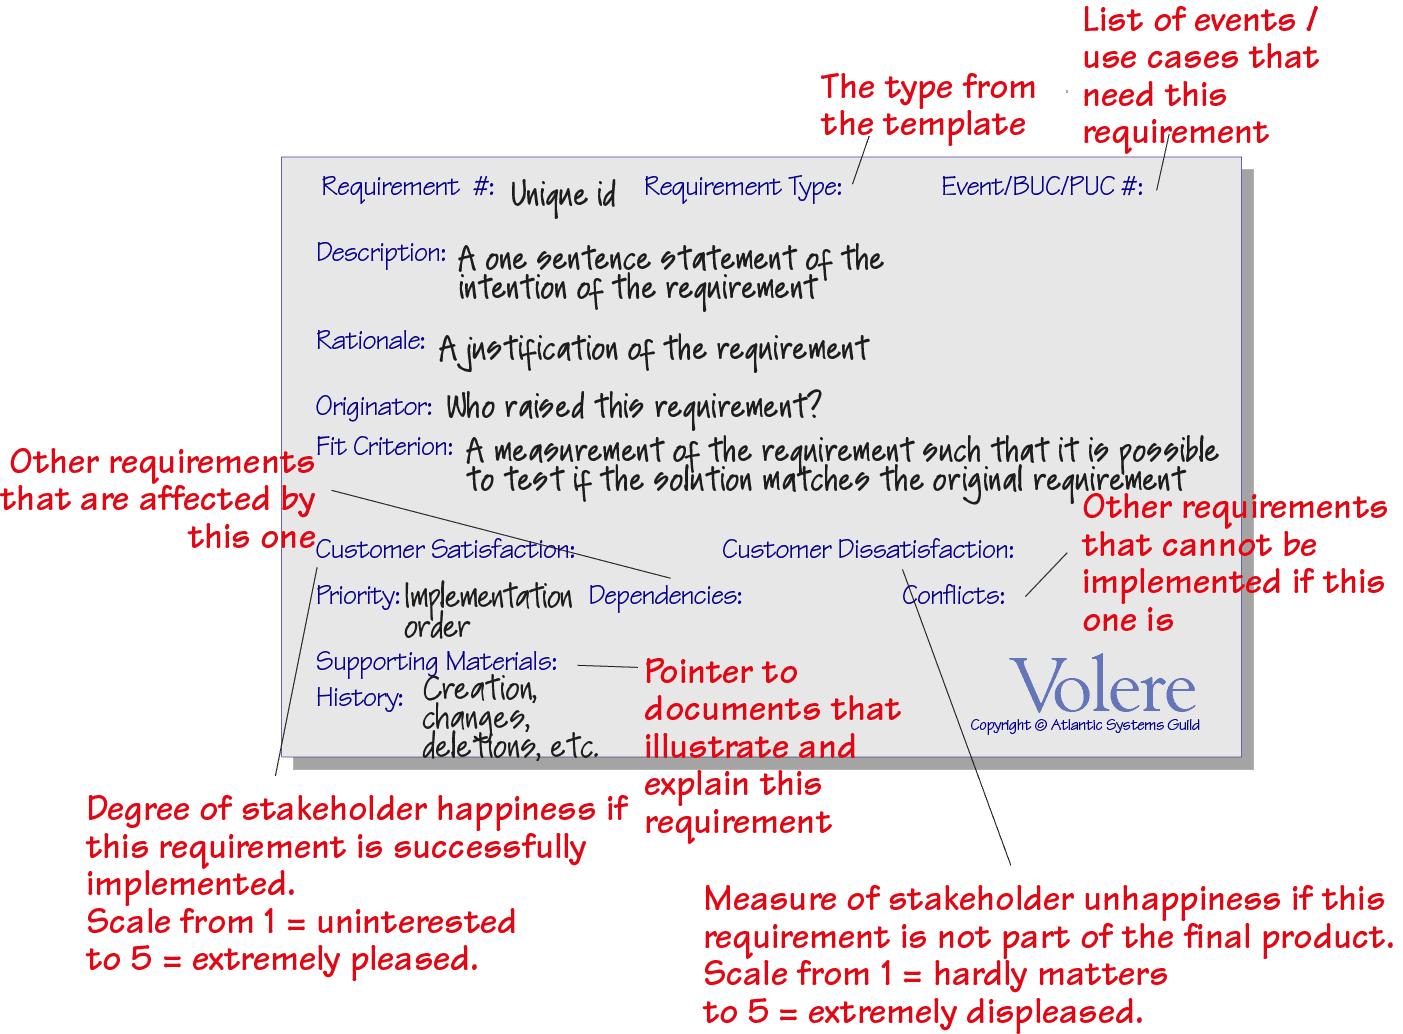 List of events /
use cases that
need this
requirement
The type from
the template
Requirement #: Unique id Requirement Type: Event/BUC/PUC #:
Description: A one sentence statement of the
intention of the requirement
Rationale: A justification of the requirement
Originator: Who raised this requirement?
Fit Criterion: A measurement of the requirement such that it is possible
to test if the solution matches the original requirement
Other requirements
that are affected by
this one
Other requirements
that cannot be
implemented if this
one is
Customer Satisfaction: Customer Dissatisfaction:
Priority: Implementation
order
Dependencies: Conflicts:
Supporting Materials:
History: Creation,
changes,
deletions, etc.
Pointer to
documents that
illustrate and
explain this
requirement
Volere
Copyright © Atlantic Systems Guild
Degree of stakeholder happiness if
this requirement is successfully
implemented.
Scale from 1 = uninterested
to 5 = extremely pleased.
Measure of stakeholder unhappiness if this
requirement is not part of the final product.
Scale from 1 = hardly matters
to 5 = extremely displeased.